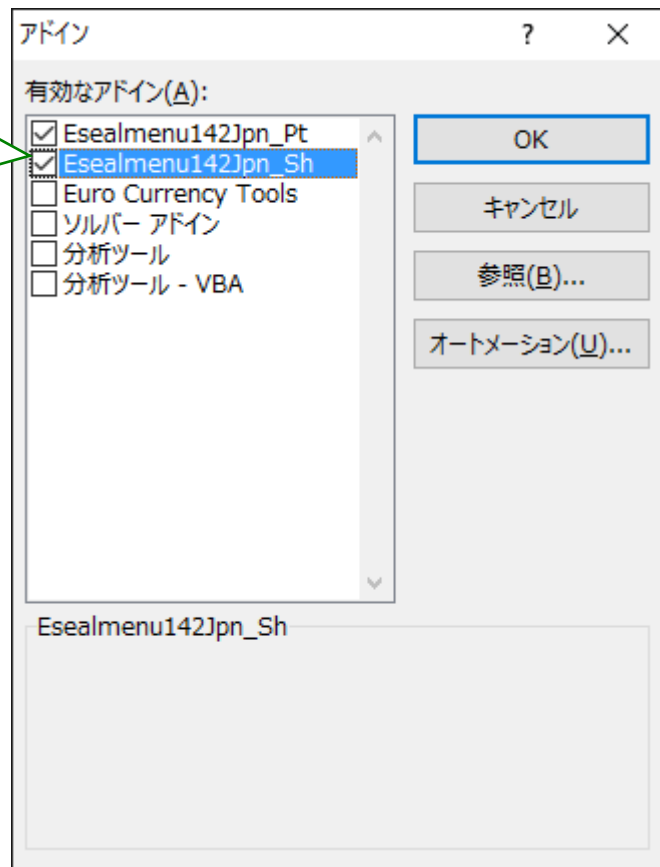 アドイン
有効なアドイン(A):
Esealmenu142Jpn_Pt
Esealmenu142Jpn_Sh
Euro Currency Tools
ソルバー アドイン
分析ツール
分析ツール - VBA
OK
キャンセル
参照(B)...
オートメーション(U)...
Esealmenu142Jpn_Sh